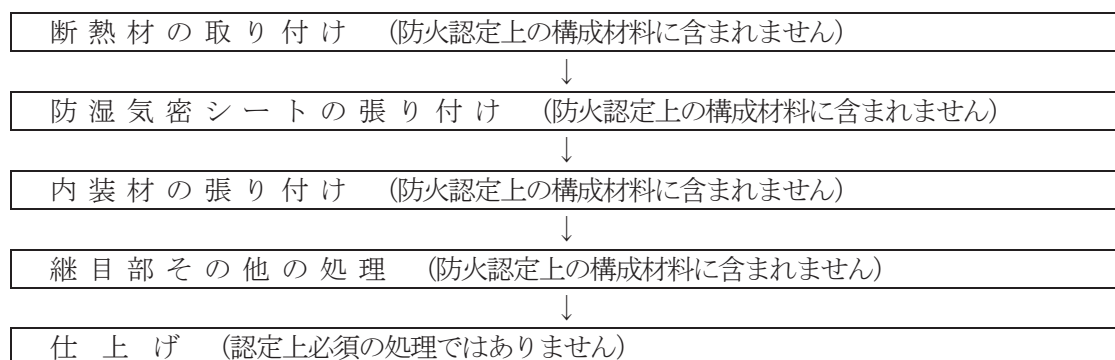 断熱材の取り付け (防火認定上の構成材料に含まれません)
↓
防湿気密シートの張り付け (防火認定上の構成材料に含まれません)
↓
内装材の張り付け (防火認定上の構成材料に含まれません)
↓
継目部その他の処理 (防火認定上の構成材料に含まれません)
↓
仕上げ (認定上必須の処理ではありません)